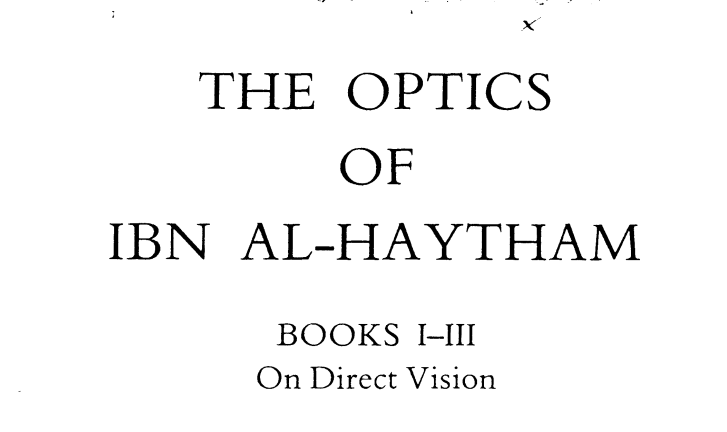 THE OPTICS
OF
IBN AL-HAYTHAM
BOOKS I–III
On Direct Vision